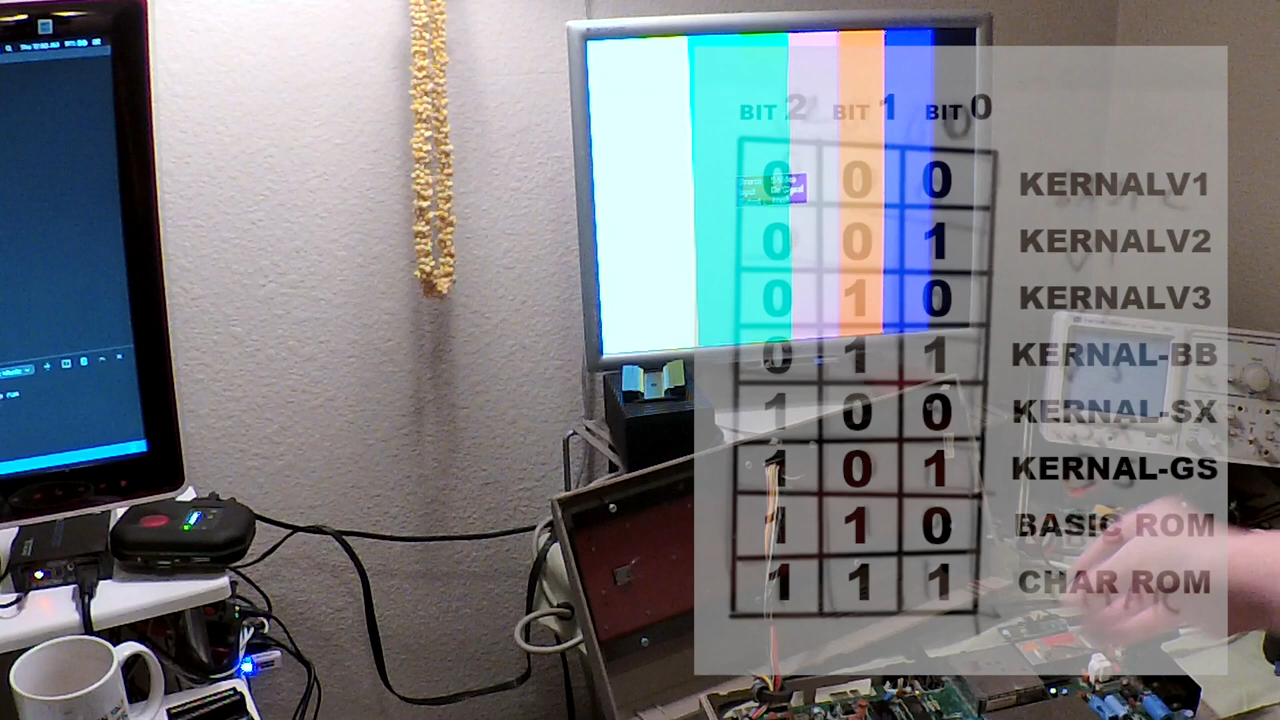 BIT 2 BIT 1 BIT 0
0 0 0 KERNALV1
0 0 1 KERNALV2
0 1 0 KERNALV3
0 1 1 KERNAL-BB
1 0 0 KERNAL-SX
1 0 1 KERNAL-GS
1 1 0 BASIC ROM
1 1 1 CHAR ROM